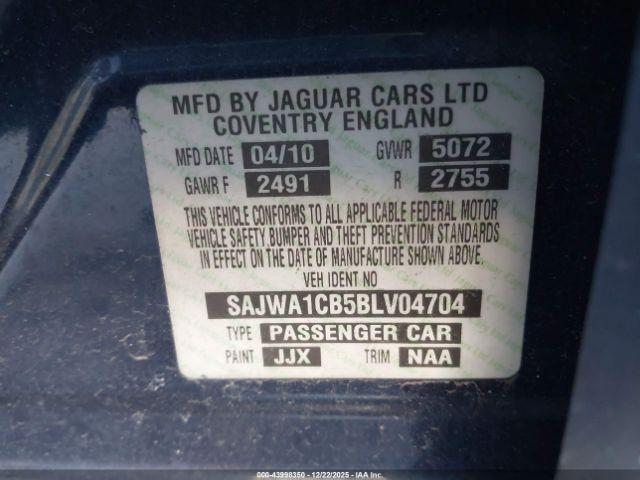 MFD BY JAGUAR CARS LTD
COVENTRY ENGLAND
MFD DATE 04/10 GVWR 5072
GAWR F 2491 R 2755
THIS VEHICLE CONFORMS TO ALL APPLICABLE FEDERAL MOTOR
VEHICLE SAFETY,BUMPER AND THEFT PREVENTION STANDARDS
IN EFFECT ON THE DATE OF MANUFACTURE SHOWN ABOVE.
VEH IDENT NO
SAJWA1CB5BLV04704
TYPE PASSENGER CAR
PAINT JJX TRIM NAA
000-43998350 - 12/22/2025 - IAAI.CA